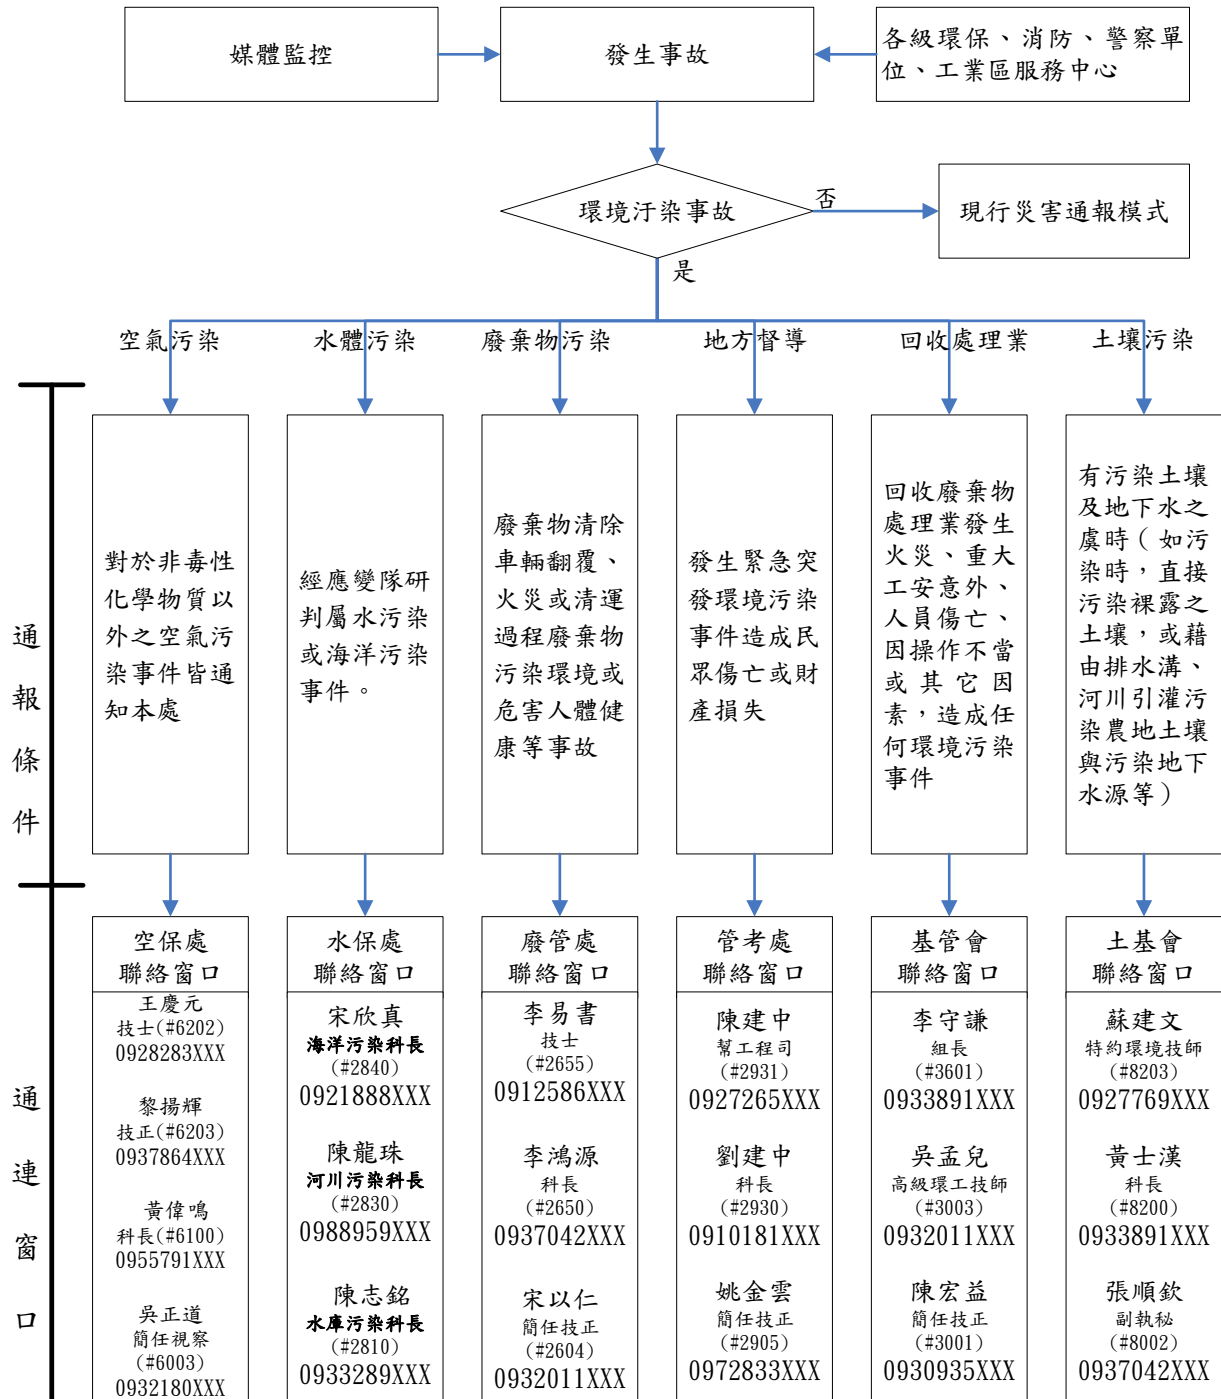 媒體監控
發生事故
各級環保、消防、警察單
位、工業區服務中心
環境汙染事故
否
現行災害通報模式
是
空氣污染
水體污染
廢棄物污染
地方督導
回收處理業
土壤污染
通
報
條
件
對於非毒性
化學物質以
外之空氣污
染事件皆通
知本處
經應變隊研
判屬水污染
或海洋污染
事件。
廢棄物清除
車輛翻覆、
火災或清運
過程廢棄物
污染環境或
危害人體健
康等事故
發生緊急突
發環境污染
事件造成民
眾傷亡或財
產損失
回收廢棄物
處理業發生
火災、重大
工安意外、
人員傷亡、
因操作不當
或其它因
素，造成任
何環境污染
事件
有污染土壤
及地下水之
虞時（如污
染時，直接
污染裸露之
土壤，或藉
由排水溝、
河川引灌污
染農地土壤
與污染地下
水源等）
通
連
窗
口
空保處
聯絡窗口
王慶元
技士(#6202)
0928283XXX
黎揚輝
技正(#6203)
0937864XXX
黃偉鳴
科長(#6100)
0955791XXX
吳正道
簡任視察
(#6003)
0932180XXX
水保處
聯絡窗口
宋欣真
海洋污染科長
(#2840)
0921888XXX
陳龍珠
河川污染科長
(#2830)
0988959XXX
陳志銘
水庫污染科長
(#2810)
0933289XXX
廢管處
聯絡窗口
李易書
技士
(#2655)
0912586XXX
李鴻源
科長
(#2650)
0937042XXX
宋以仁
簡任技正
(#2604)
0932011XXX
管考處
聯絡窗口
陳建中
幫工程司
(#2931)
0927265XXX
劉建中
科長
(#2930)
0910181XXX
姚金雲
簡任技正
(#2905)
0972833XXX
基管會
聯絡窗口
李守謙
組長
(#3601)
0933891XXX
吳孟兒
高級環工技師
(#3003)
0932011XXX
陳宏益
簡任技正
(#3001)
0930935XXX
土基會
聯絡窗口
蘇建文
特約環境技師
(#8203)
0927769XXX
黃士漢
科長
(#8200)
0933891XXX
張順欽
副執秘
(#8002)
0937042XXX